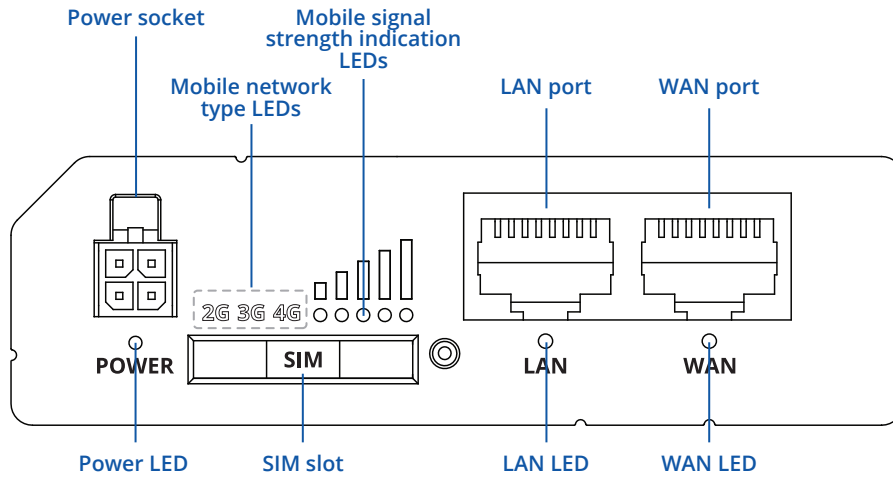 Power socket
Mobile signal
strength indication
LEDs
Mobile network
type LEDs
LAN port
WAN port
2G 3G 4G
POWER
SIM
LAN
WAN
Power LED
SIM slot
LAN LED
WAN LED